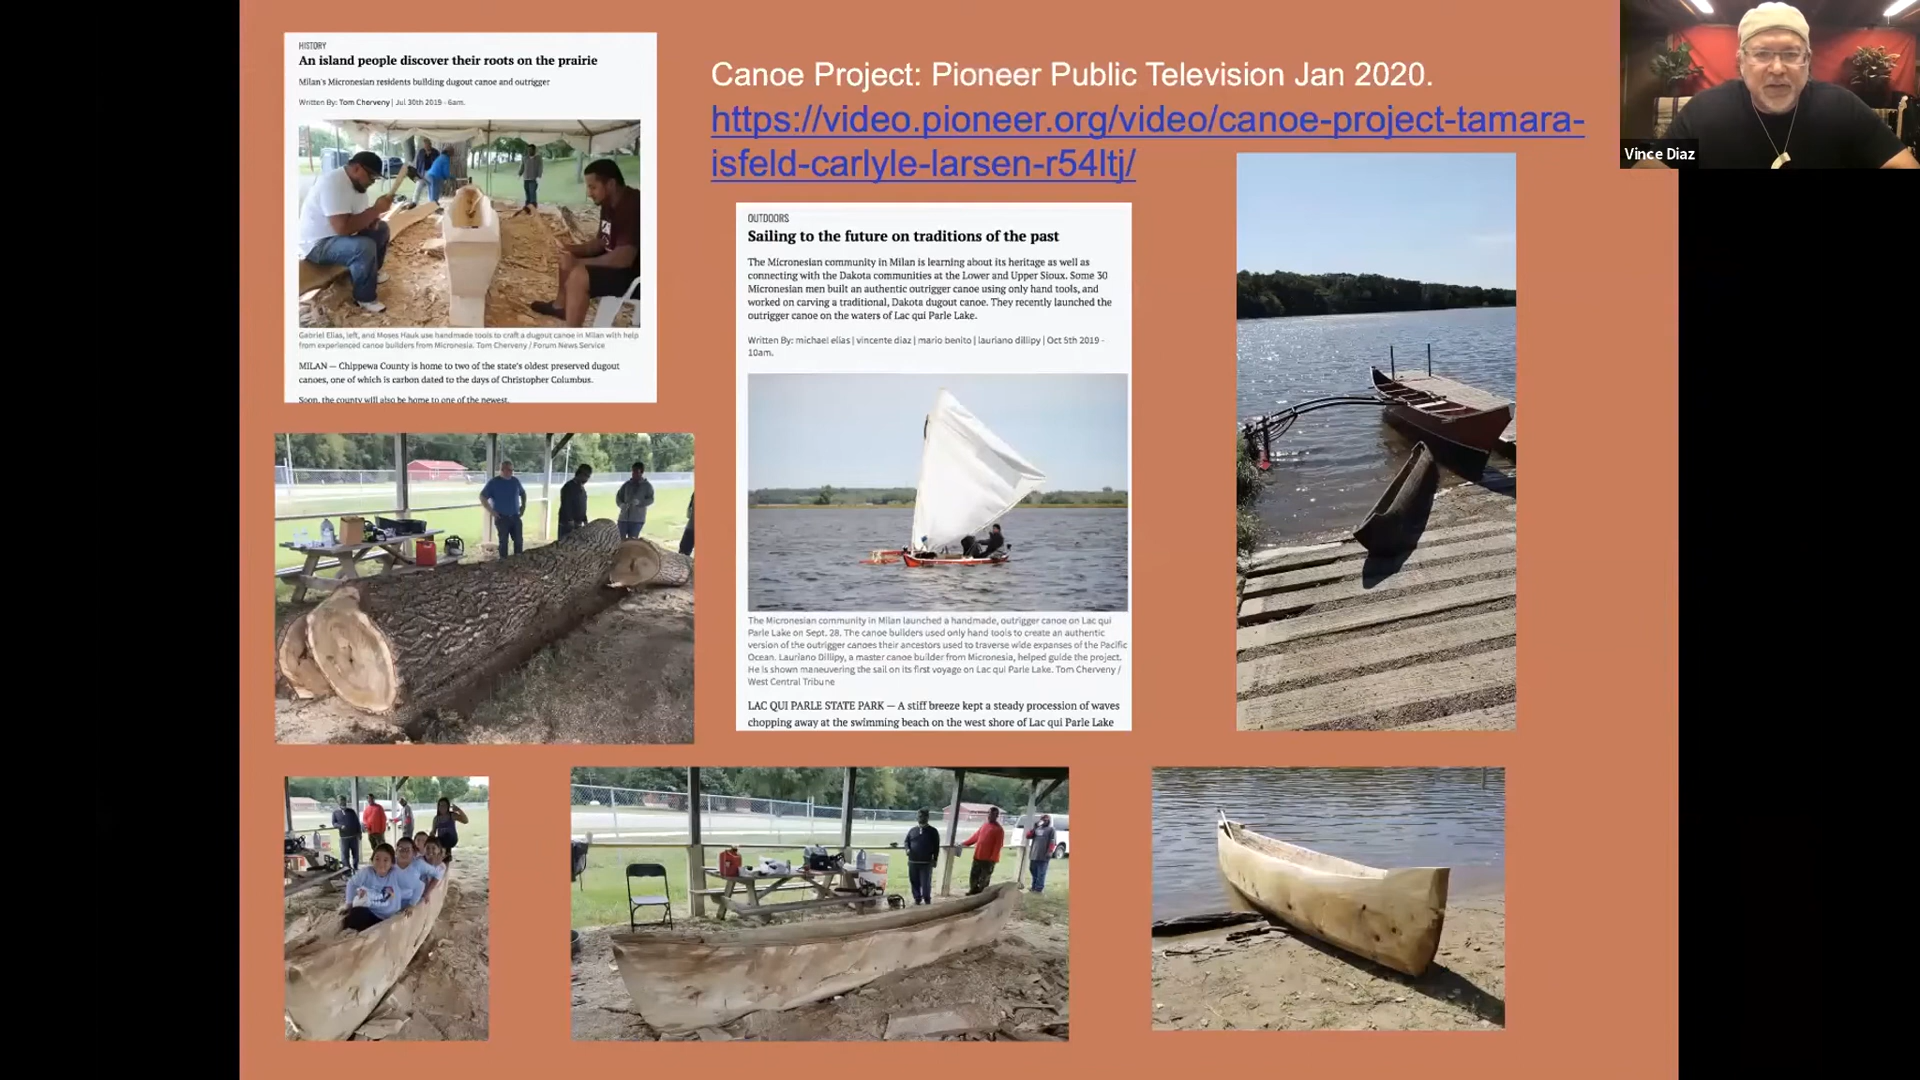 HISTORY
An island people discover their roots on the prairie
Milan's Micronesian residents building dugout canoe and outrigger
Written By: Tom Cherveny | Jul 30th 2019 - 6am.
Gabriel Elias, left, and Moses Hauk use handmade tools to craft a dugout canoe in Milan with help
from experienced canoe builders from Micronesia. Tom Cherveny / Forum News Service
MILAN — Chippewa County is home to two of the state's oldest preserved dugout
canoes, one of which is carbon dated to the days of Christopher Columbus.
Soon, the county will also be home to one of the newest.
Canoe Project: Pioneer Public Television Jan 2020.
https://video.pioneer.org/video/canoe-project-tamara-
isfeld-carlyle-larsen-r54ltj/
OUTDOORS
Sailing to the future on traditions of the past
The Micronesian community in Milan is learning about its heritage as well as
connecting with the Dakota communities at the Lower and Upper Sioux. Some 30
Micronesian men built an authentic outrigger canoe using only hand tools, and
worked on carving a traditional, Dakota dugout canoe. They recently launched the
outrigger canoe on the waters of Lac qui Parle Lake.
Written By: michael elias | vincente diaz | mario benito | lauriano dillipy | Oct 5th 2019 -
10am.
The Micronesian community in Milan launched a handmade, outrigger canoe on Lac qui
Parle Lake on Sept. 28. The canoe builders used only hand tools to create an authentic
version of the outrigger canoes their ancestors used to traverse wide expanses of the Pacific
Ocean. Lauriano Dillipy, a master canoe builder from Micronesia, helped guide the project.
He is shown maneuvering the sail on its first voyage on Lac qui Parle Lake. Tom Cherveny /
West Central Tribune
LAC QUI PARLE STATE PARK — A stiff breeze kept a steady procession of waves
chopping away at the swimming beach on the west shore of Lac qui Parle Lake
Vince Diaz